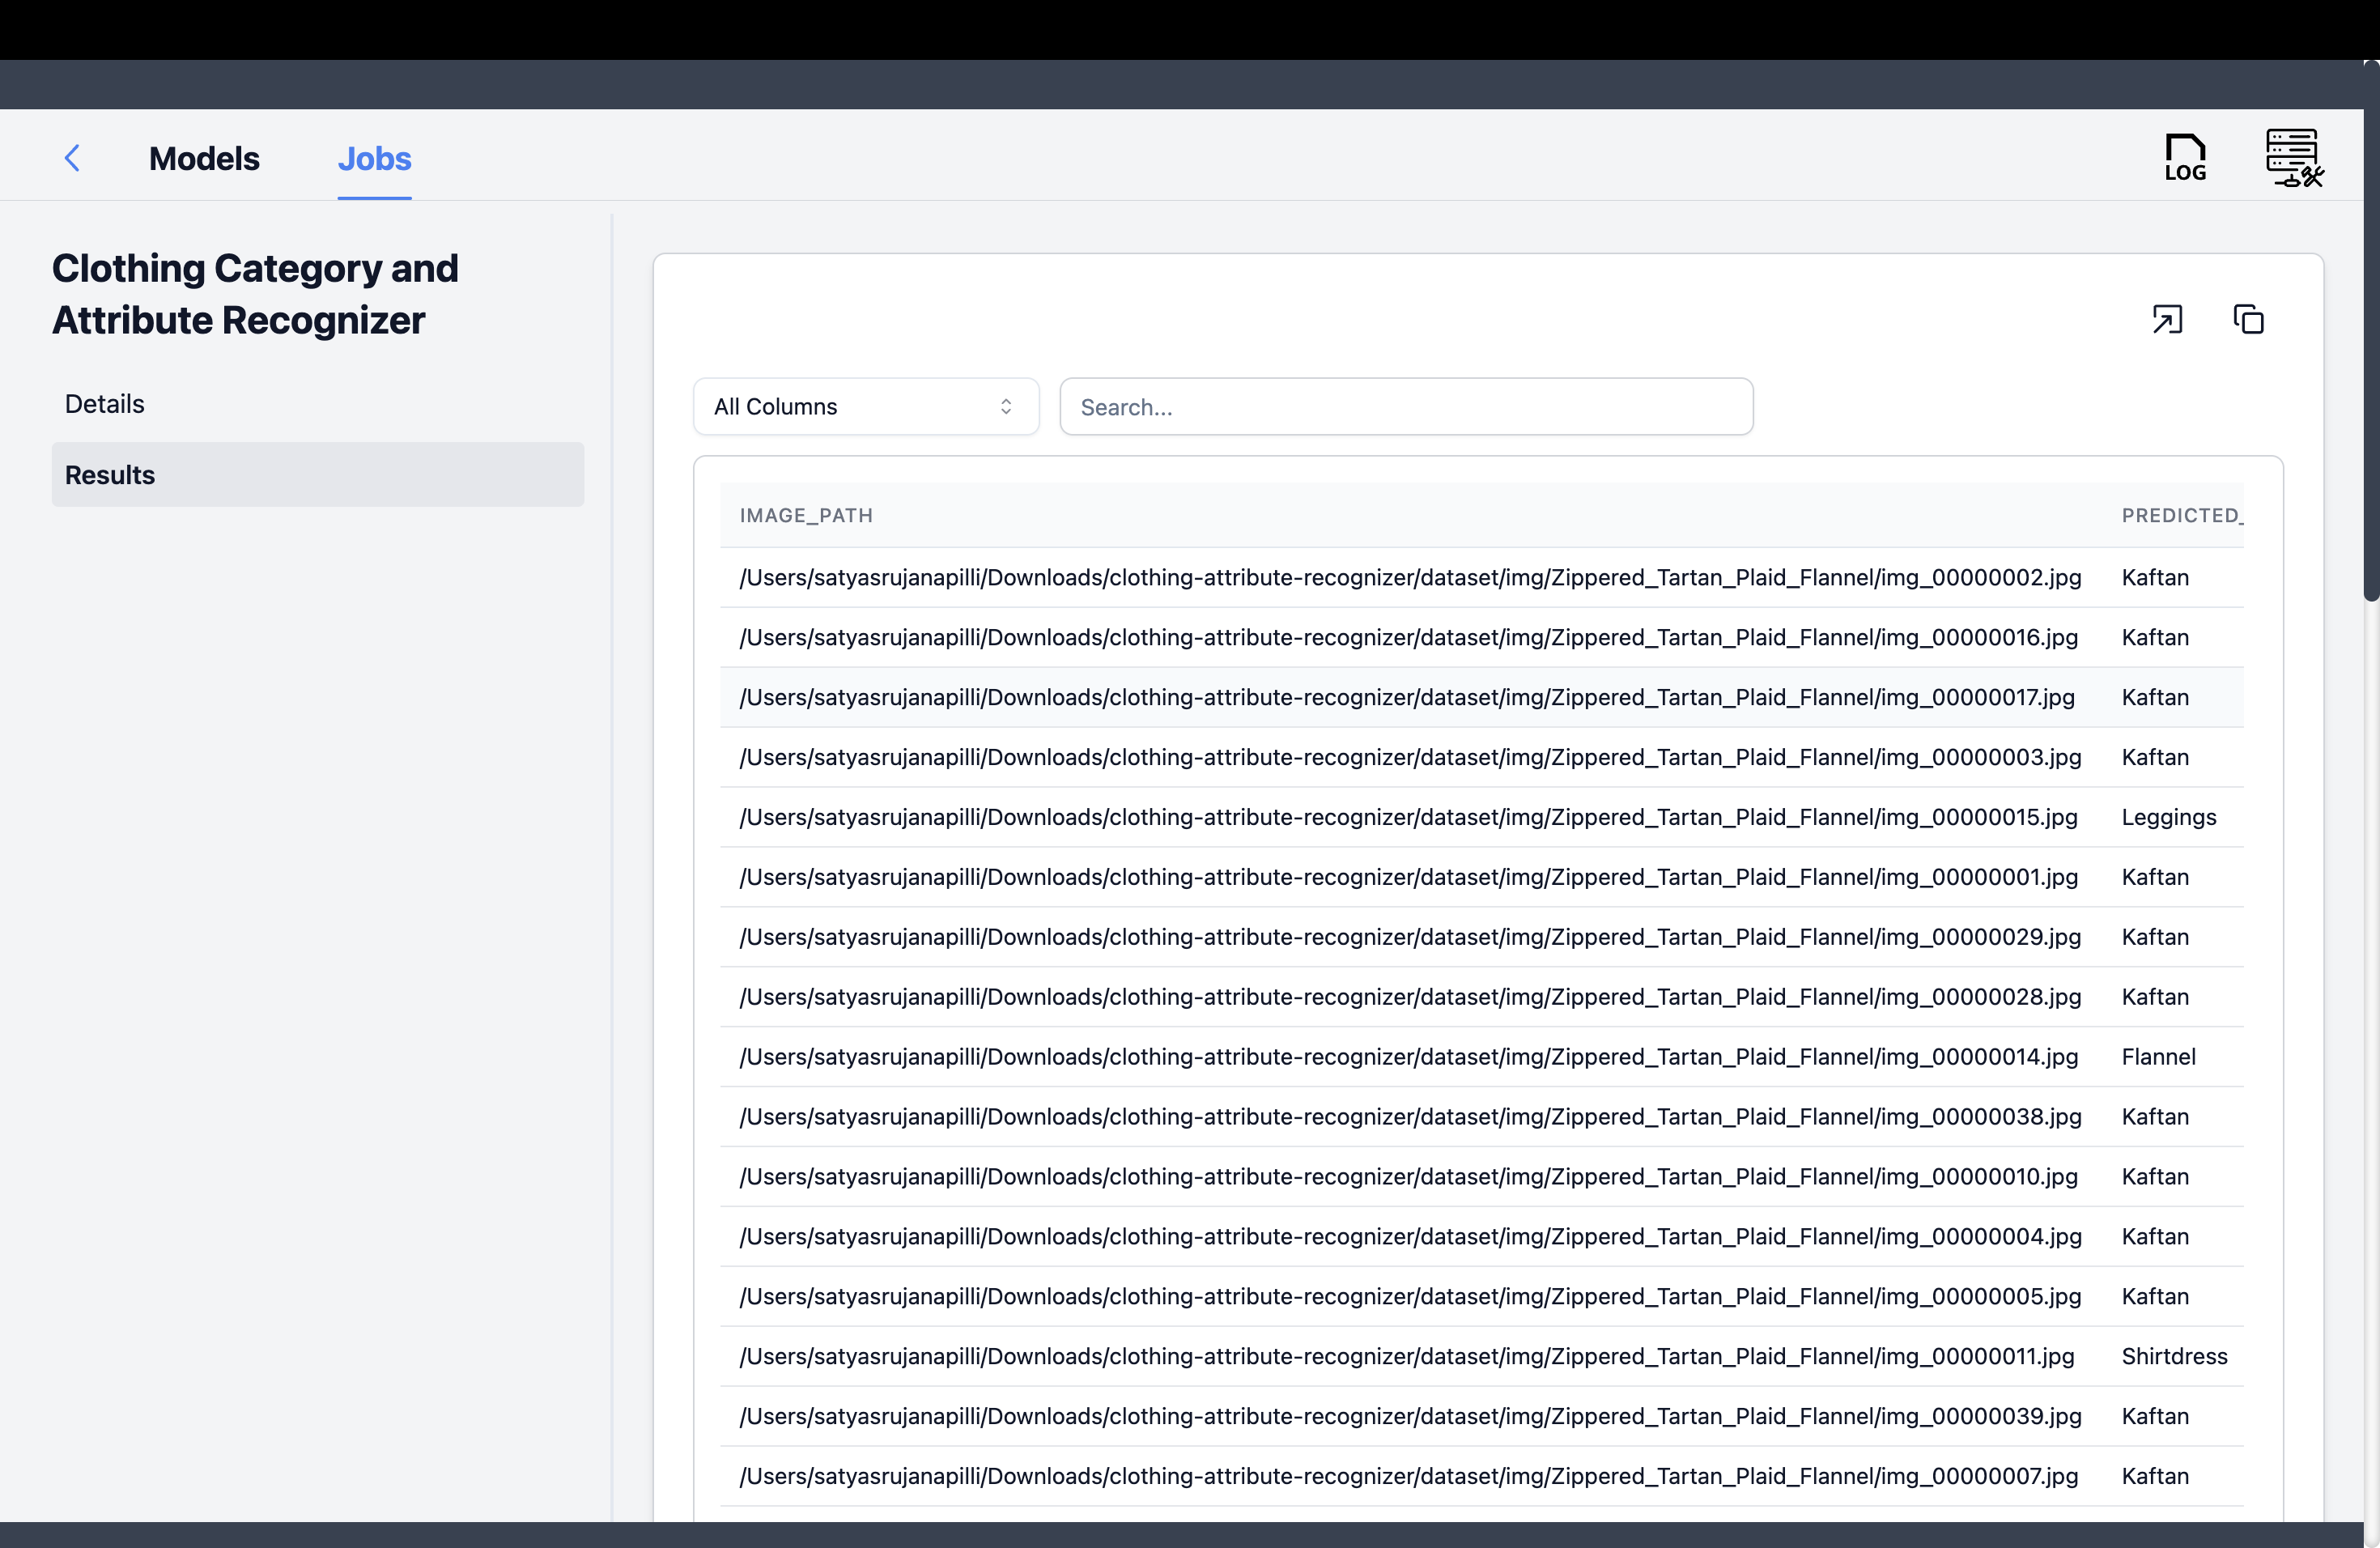 Models
Jobs
LOG
Clothing Category and
Attribute Recognizer
Details
Results
All Columns
Search...
IMAGE_PATH PREDICTED_
/Users/satyasrujanapilli/Downloads/clothing-attribute-recognizer/dataset/img/Zippered_Tartan_Plaid_Flannel/img_00000002.jpg Kaftan
/Users/satyasrujanapilli/Downloads/clothing-attribute-recognizer/dataset/img/Zippered_Tartan_Plaid_Flannel/img_00000016.jpg Kaftan
/Users/satyasrujanapilli/Downloads/clothing-attribute-recognizer/dataset/img/Zippered_Tartan_Plaid_Flannel/img_00000017.jpg Kaftan
/Users/satyasrujanapilli/Downloads/clothing-attribute-recognizer/dataset/img/Zippered_Tartan_Plaid_Flannel/img_00000003.jpg Kaftan
/Users/satyasrujanapilli/Downloads/clothing-attribute-recognizer/dataset/img/Zippered_Tartan_Plaid_Flannel/img_00000015.jpg Leggings
/Users/satyasrujanapilli/Downloads/clothing-attribute-recognizer/dataset/img/Zippered_Tartan_Plaid_Flannel/img_00000001.jpg Kaftan
/Users/satyasrujanapilli/Downloads/clothing-attribute-recognizer/dataset/img/Zippered_Tartan_Plaid_Flannel/img_00000029.jpg Kaftan
/Users/satyasrujanapilli/Downloads/clothing-attribute-recognizer/dataset/img/Zippered_Tartan_Plaid_Flannel/img_00000028.jpg Kaftan
/Users/satyasrujanapilli/Downloads/clothing-attribute-recognizer/dataset/img/Zippered_Tartan_Plaid_Flannel/img_00000014.jpg Flannel
/Users/satyasrujanapilli/Downloads/clothing-attribute-recognizer/dataset/img/Zippered_Tartan_Plaid_Flannel/img_00000038.jpg Kaftan
/Users/satyasrujanapilli/Downloads/clothing-attribute-recognizer/dataset/img/Zippered_Tartan_Plaid_Flannel/img_00000010.jpg Kaftan
/Users/satyasrujanapilli/Downloads/clothing-attribute-recognizer/dataset/img/Zippered_Tartan_Plaid_Flannel/img_00000004.jpg Kaftan
/Users/satyasrujanapilli/Downloads/clothing-attribute-recognizer/dataset/img/Zippered_Tartan_Plaid_Flannel/img_00000005.jpg Kaftan
/Users/satyasrujanapilli/Downloads/clothing-attribute-recognizer/dataset/img/Zippered_Tartan_Plaid_Flannel/img_00000011.jpg Shirtdress
/Users/satyasrujanapilli/Downloads/clothing-attribute-recognizer/dataset/img/Zippered_Tartan_Plaid_Flannel/img_00000039.jpg Kaftan
/Users/satyasrujanapilli/Downloads/clothing-attribute-recognizer/dataset/img/Zippered_Tartan_Plaid_Flannel/img_00000007.jpg Kaftan